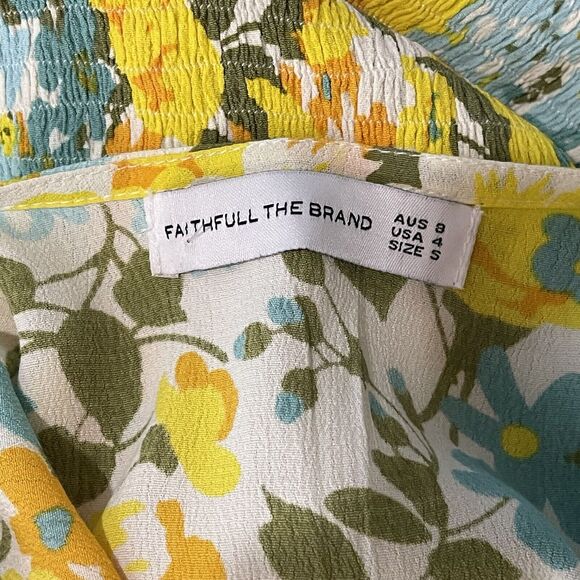 FAITHFULL THE BRAND
AUS 8
USA 4
SIZE S